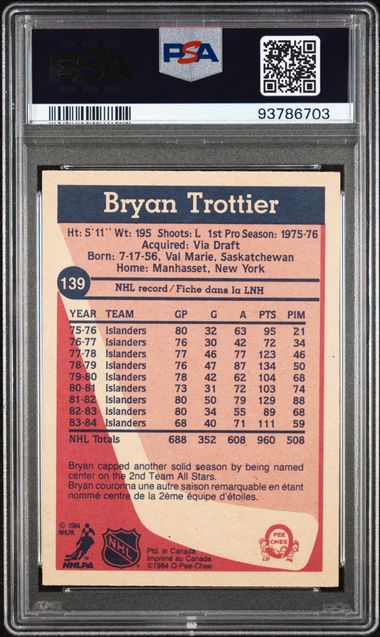 PSA
PSA
93786703
Bryan Trottier
Ht: 5'11" Wt: 195 Shoots: L 1st Pro Season: 1975-76
Acquired: Via Draft
Born: 7-17-56, Val Marie, Saskatchewan
Home: Manhasset, New York
139
NHL record/Fiche dans la LNH
YEAR TEAM GP G A PTS PIM
75-76 Islanders 80 32 63 95 21
76-77 Islanders 76 30 42 72 34
77-78 Islanders 77 46 77 123 46
78-79 Islanders 76 47 87 134 50
79-80 Islanders 78 42 62 104 68
80-81 Islanders 73 31 72 103 74
81-82 Islanders 80 50 79 129 88
82-83 Islanders 80 34 55 89 68
83-84 Islanders 68 40 71 111 59
NHL Totals 688 352 608 960 508
Bryan capped another solid season by being named
center on the 2nd Team All Stars.
Bryan couronna une autre saison remarquable en étant
nommé centre de la 2ème équipe d'étoiles.
© 1984
NHLPA
NHLPA
NHL
Ptd. in Canada
Imprimé au Canada
©1984 O-Pee-Chee
O
PEE
CHEE